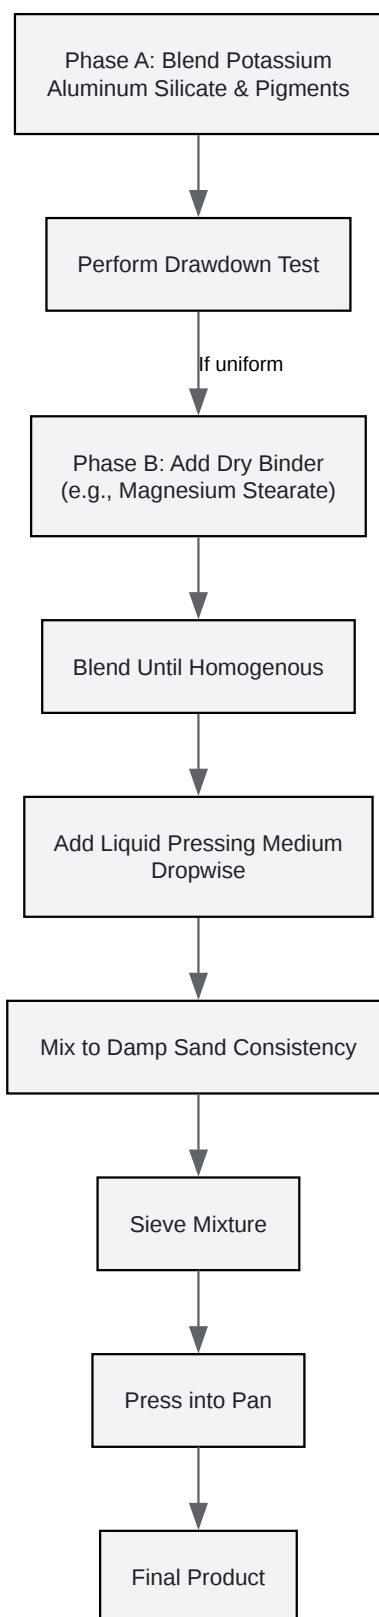 Phase A: Blend Potassium
Aluminum Silicate & Pigments
Perform Drawdown Test
If uniform
Phase B: Add Dry Binder
(e.g., Magnesium Stearate)
Blend Until Homogenous
Add Liquid Pressing Medium
Dropwise
Mix to Damp Sand Consistency
Sieve Mixture
Press into Pan
Final Product